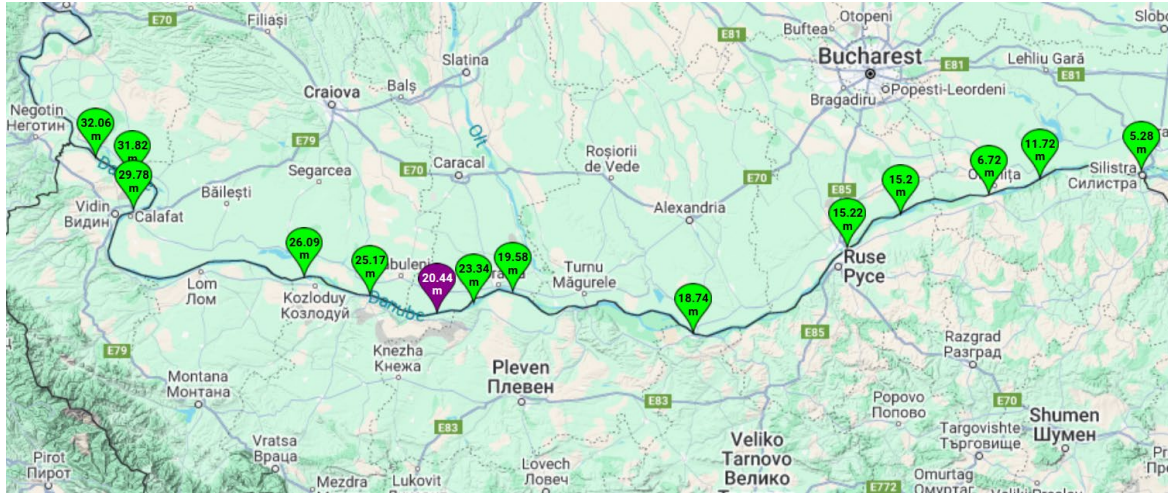 E70
Filiași
Slatina
E81
Buftea
Otopeni
Slobo
Bucharest
E81
Lehliu Gară
E81
Popesti-Leordeni
Bragadiru
Craiova
Balș
Olt
Negotin
Неготин
E79
E70
Caracal
Roșiorii
de Vede
E70
Segarcea
Băilești
Alexandria
E85
Silistra
Силистра
32.06
m
31.82
m
29.78
m
Vidin
Видин
Calafat
26.09
m
25.17
m
20.44
m
23.34
m
19.58
m
18.74
m
15.22
m
15.2
m
6.72
m
11.72
m
5.28
m
Lom
Лом
Kozloduy
Козлодуй
Danube
Turnu
Măgurele
Ruse
Русе
E79
E85
Knezha
Кнежа
Pleven
Плевен
Razgrad
Разград
Montana
Монтана
E83
E83
Popovo
Попово
E70
Shumen
Шумен
Targovishte
Търговище
Vratsa
Враца
Veliko
Tarnovo
Велико
Pirot
Пирот
Mezdra
Lukovit
Lovech
Ловеч
E772
Omurtag
Омуртаг